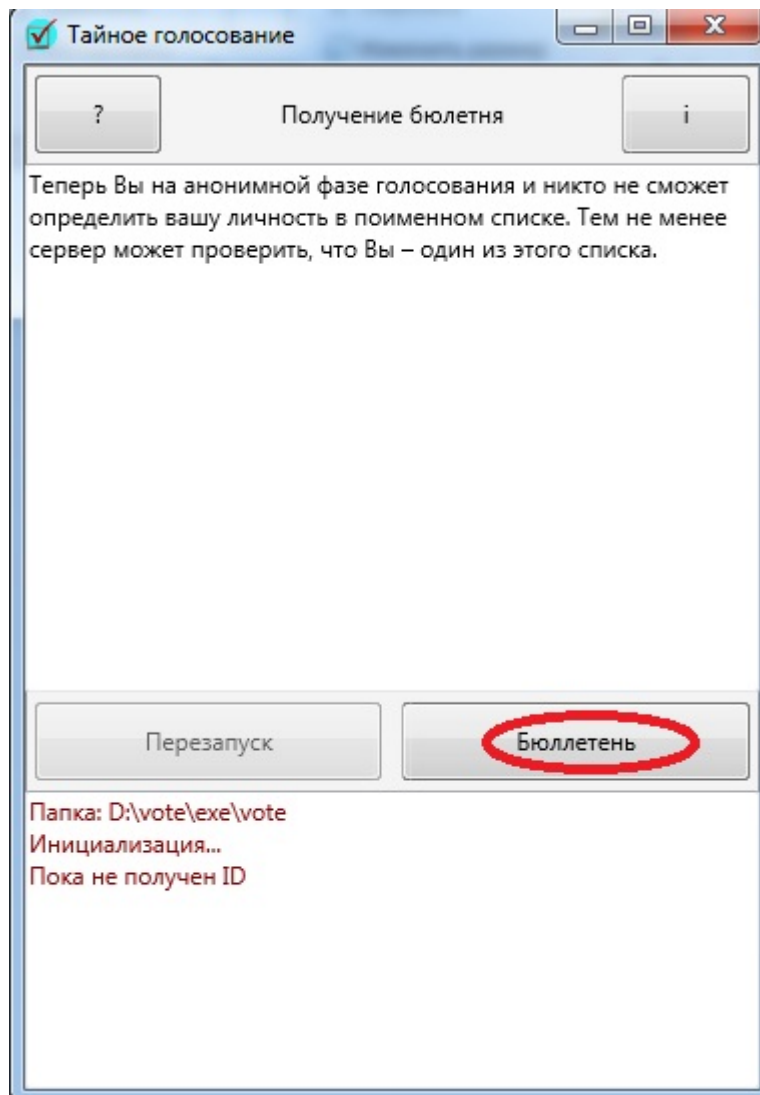 Тайное голосование
?
Получение бюлетня
i
Теперь Вы на анонимной фазе голосования и никто не сможет
определить вашу личность в поименном списке. Тем не менее
сервер может проверить, что Вы – один из этого списка.
Перезапуск
Бюллетень
Папка: D:\vote\exe\vote
Инициализация...
Пока не получен ID